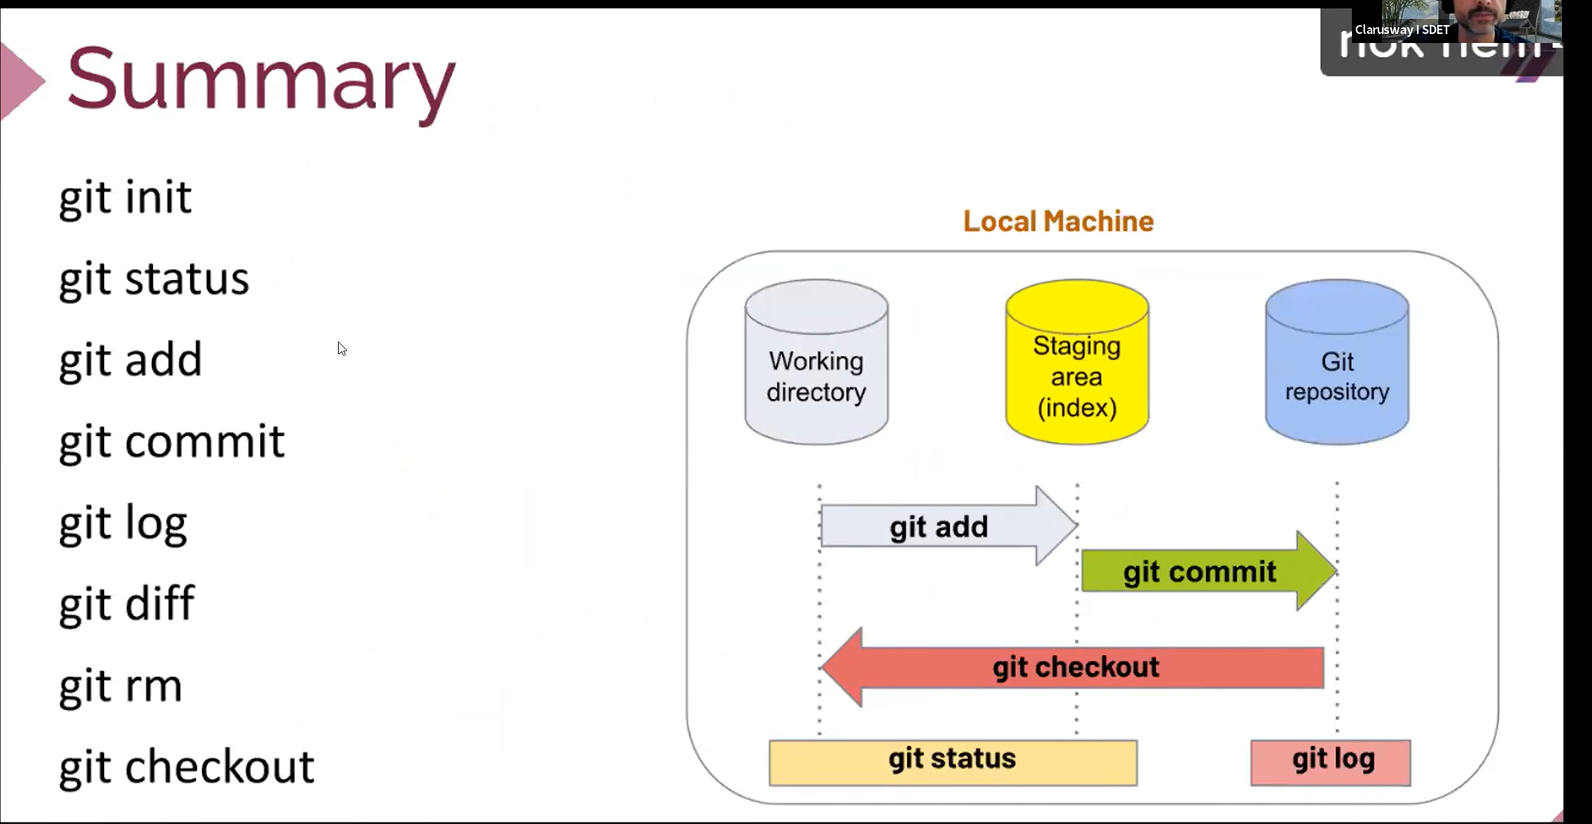 Clarusway I SDET
Summary
git init
git status
git add
git commit
git log
git diff
git rm
git checkout
Local Machine
Working
directory
Staging
area
(index)
Git
repository
git add
git commit
git checkout
git status
git log